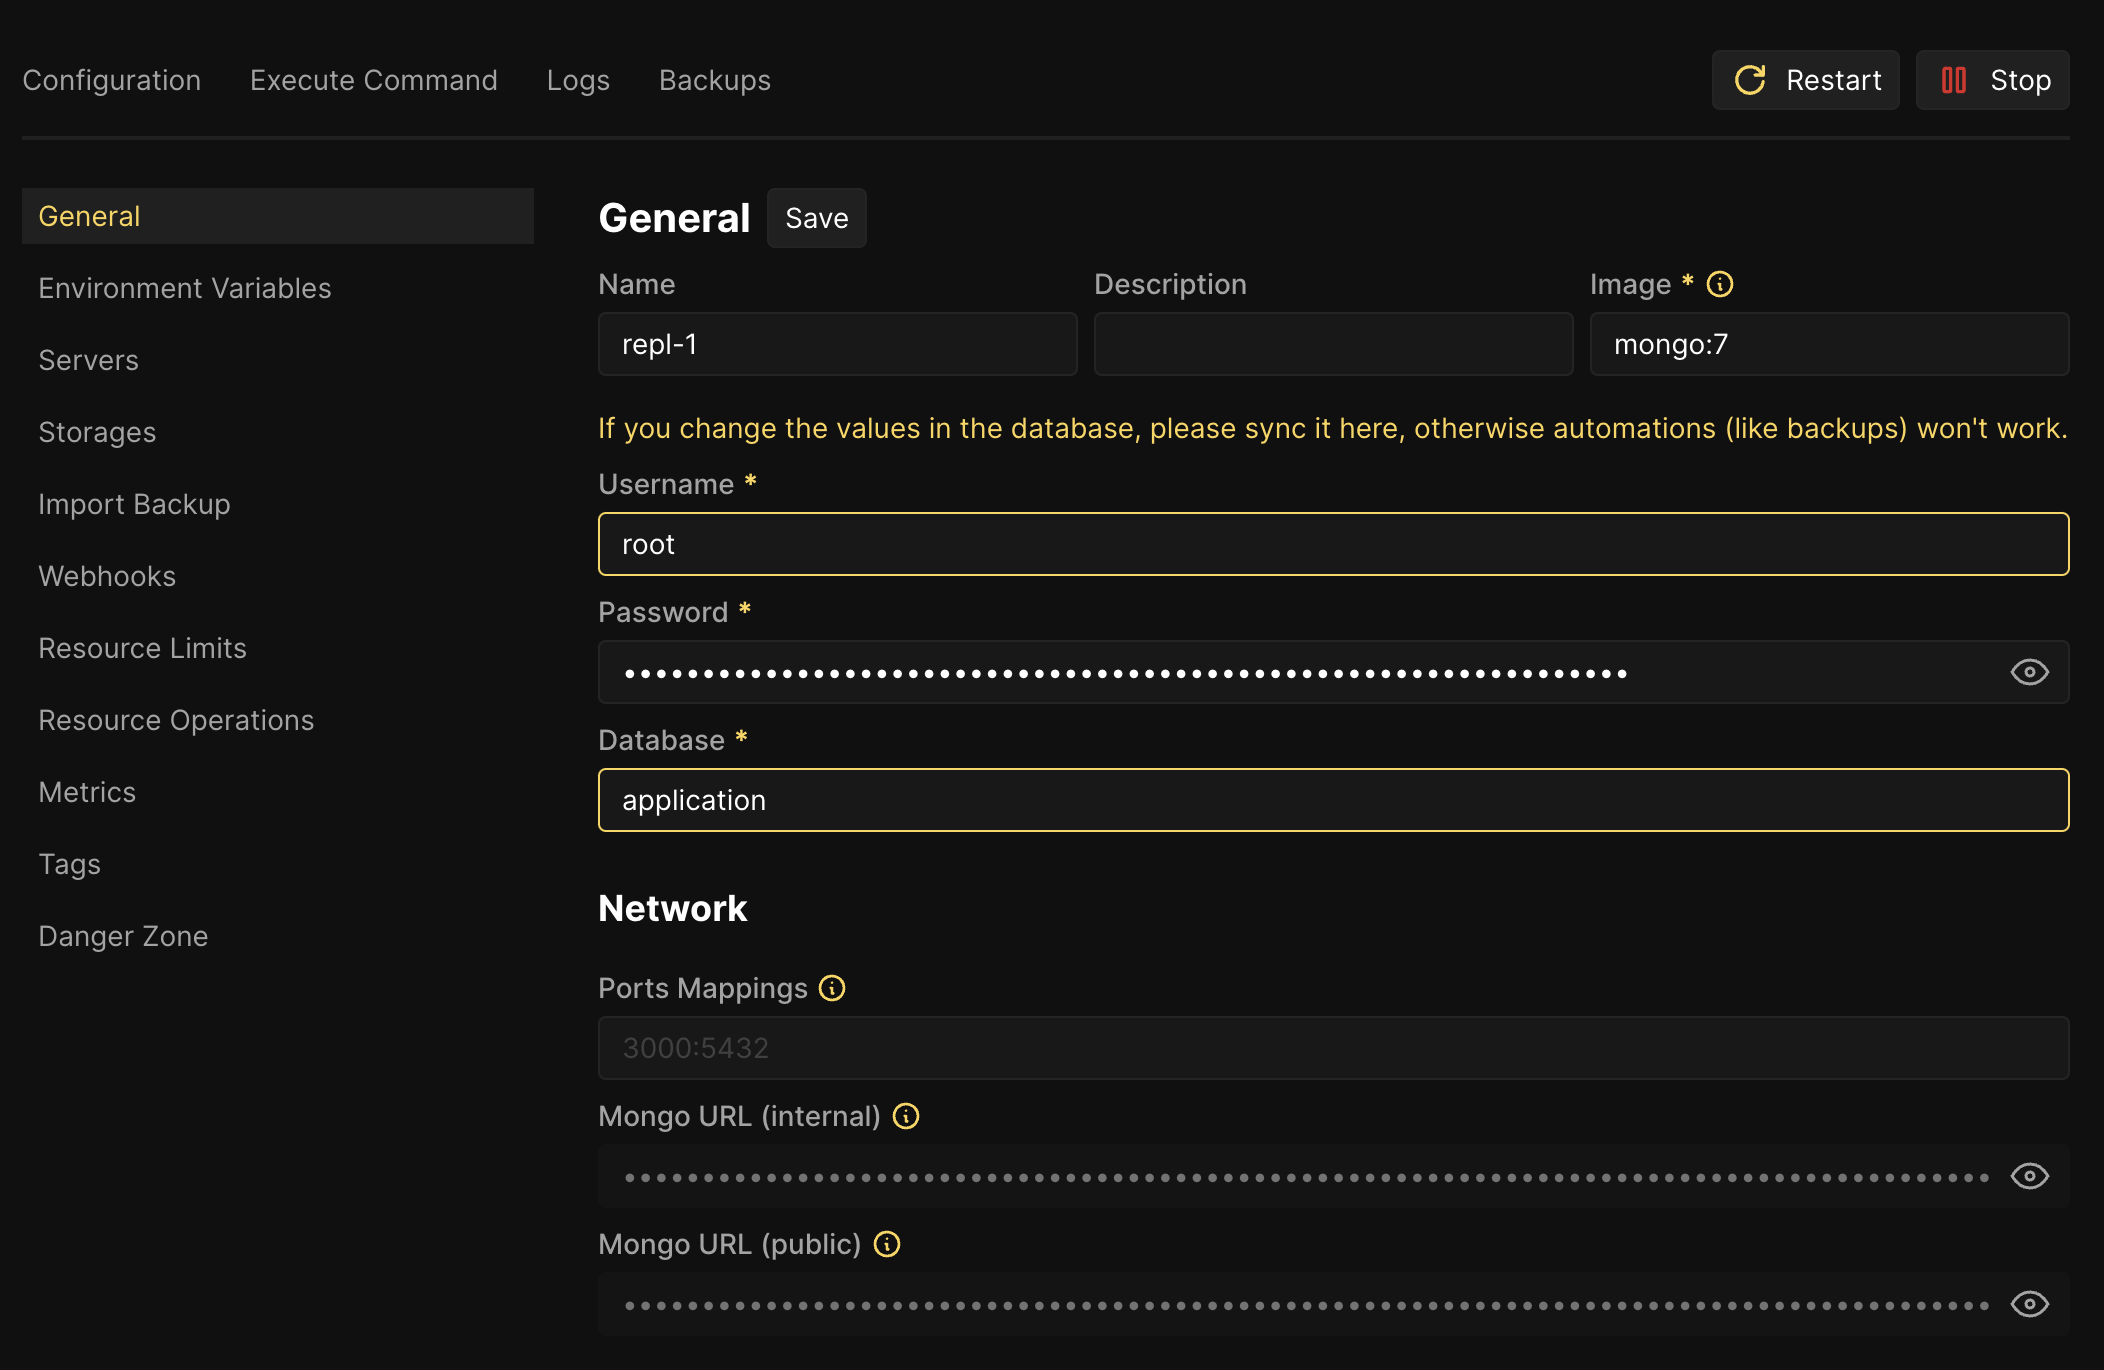 Configuration Execute Command Logs Backups Restart Stop
General
Environment Variables
Servers
Storages
Import Backup
Webhooks
Resource Limits
Resource Operations
Metrics
Tags
Danger Zone
General Save
Name Description Image *
repl-1 mongo:7
If you change the values in the database, please sync it here, otherwise automations (like backups) won't work.
Username *
root
Password *
Database *
application
Network
Ports Mappings
3000:5432
Mongo URL (internal)
Mongo URL (public)